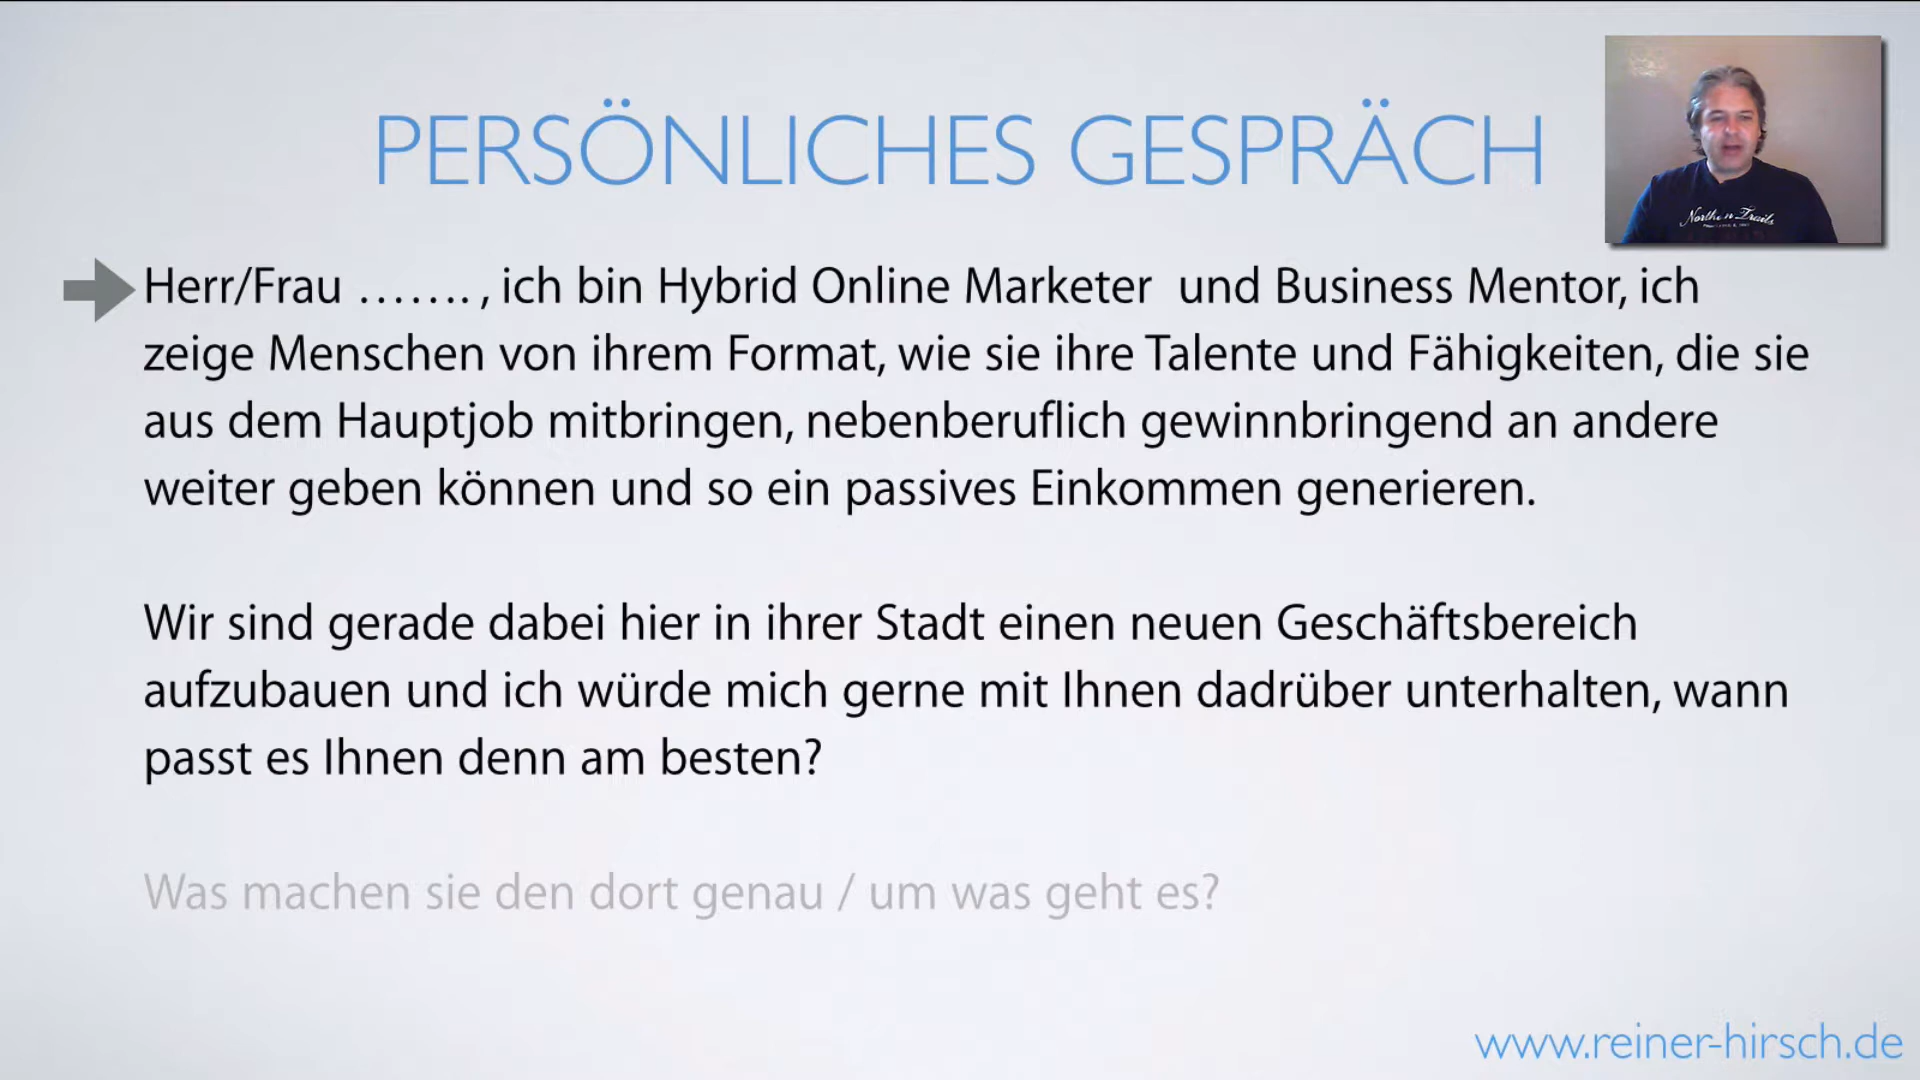 PERSÖNLICHES GESPRÄCH
Northern Trails
Herr/Frau ……. , ich bin Hybrid Online Marketer und Business Mentor, ich
zeige Menschen von ihrem Format, wie sie ihre Talente und Fähigkeiten, die sie
aus dem Hauptjob mitbringen, nebenberuflich gewinnbringend an andere
weiter geben können und so ein passives Einkommen generieren.
Wir sind gerade dabei hier in ihrer Stadt einen neuen Geschäftsbereich
aufzubauen und ich würde mich gerne mit Ihnen dadrüber unterhalten, wann
passt es Ihnen denn am besten?
Was machen sie den dort genau / um was geht es?
www.reiner-hirsch.de